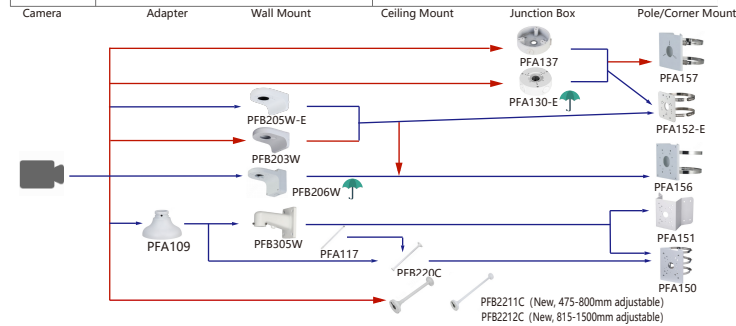 Camera Adapter Wall Mount Ceiling Mount Junction Box Pole/Corner Mount
PFA137
PFA157
PFA130-E
PFB205W-E
PFA152-E
PFB203W
PFB206W
PFA156
PFA109
PFB305W
PFA117
PFA151
PFB220C
PFA150
PFB2211C (New, 475-800mm adjustable)
PFB2212C (New, 815-1500mm adjustable)